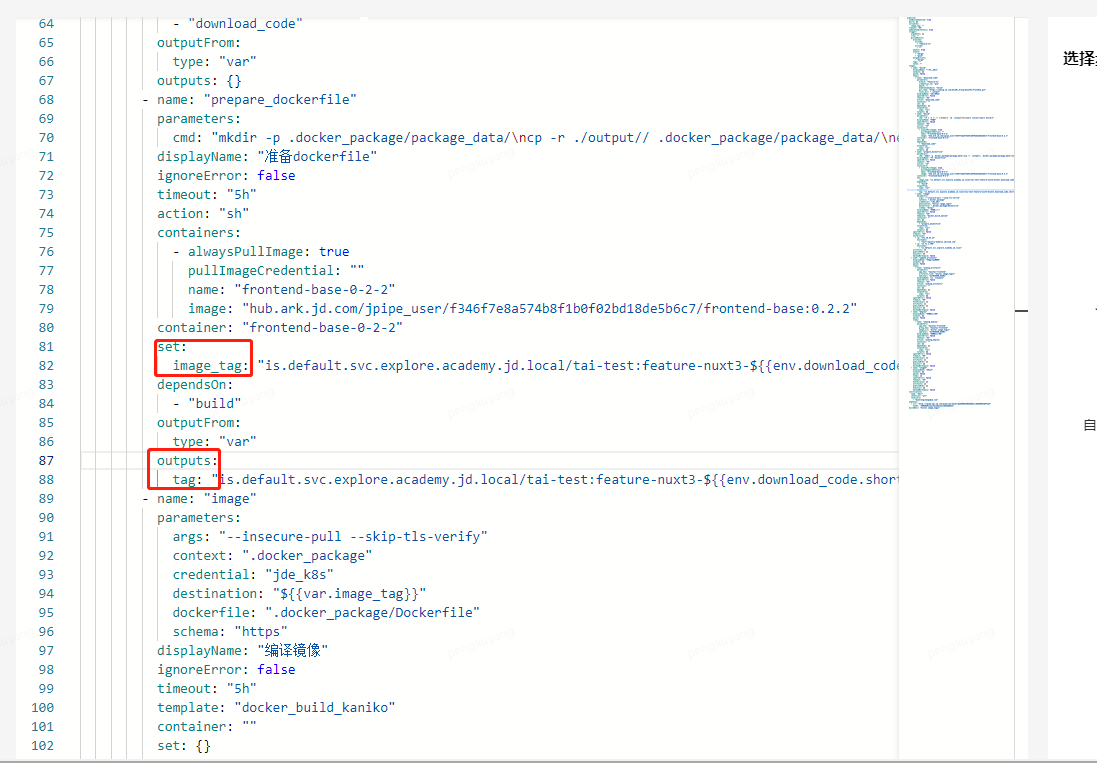 64 - "download_code"
65 outputFrom:
66 type: "var"
67 outputs: {}
68 - name: "prepare_dockerfile"
69 parameters:
70 cmd: "mkdir -p .docker_package/package_data/\ncp -r ./output// .docker_package/package_data/\ne
71 displayName: "准备dockerfile"
72 ignoreError: false
73 timeout: "5h"
74 action: "sh"
75 containers:
76 - alwaysPullImage: true
77 pullImageCredential: ""
78 name: "frontend-base-0-2-2"
79 image: "hub.ark.jd.com/jpipe_user/f346f7e8a574b8f1b0f02bd18de5b6c7/frontend-base:0.2.2"
80 container: "frontend-base-0-2-2"
81 set:
82 image_tag: "is.default.svc.explore.academy.jd.local/tai-test:feature-nuxt3-${{env.download_code
83 dependsOn:
84 - "build"
85 outputFrom:
86 type: "var"
87 outputs:
88 tag: "is.default.svc.explore.academy.jd.local/tai-test:feature-nuxt3-${{env.download_code.short
89 - name: "image"
90 parameters:
91 args: "--insecure-pull --skip-tls-verify"
92 context: ".docker_package"
93 credential: "jde_k8s"
94 destination: "${{var.image_tag}}"
95 dockerfile: ".docker_package/Dockerfile"
96 schema: "https"
97 displayName: "编译镜像"
98 ignoreError: false
99 timeout: "5h"
100 template: "docker_build_kaniko"
101 container: ""
102 set: {}
选择
自